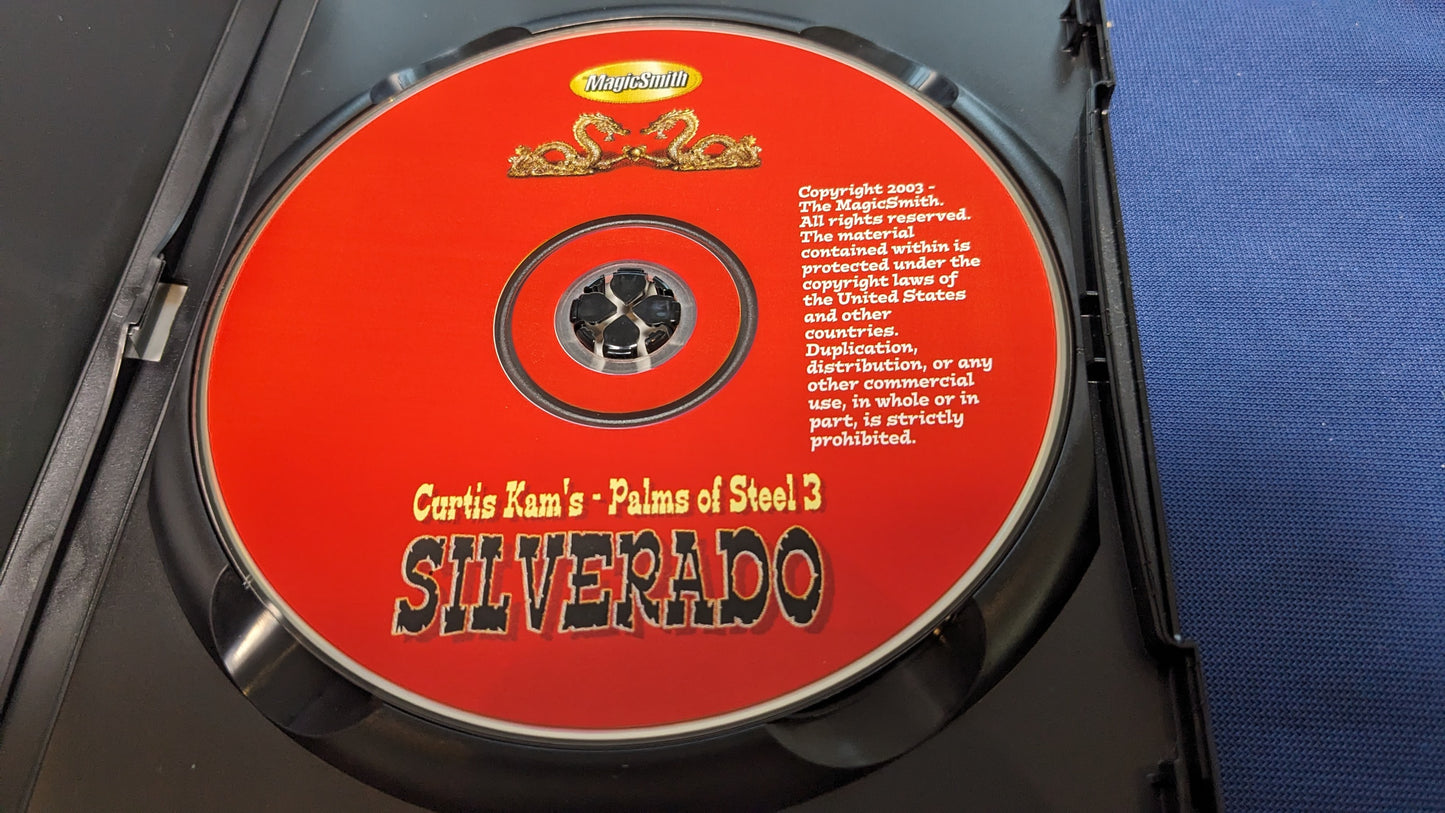 MagicSmith
Copyright 2003 -
The MagicSmith.
All rights reserved.
The material
contained within is
protected under the
copyright laws of
the United States
and other
countries.
Duplication,
distribution, or any
other commercial
use, in whole or in
part, is strictly
prohibited.
Curtis Kam's - Palms of Steel 3
SILVERADO